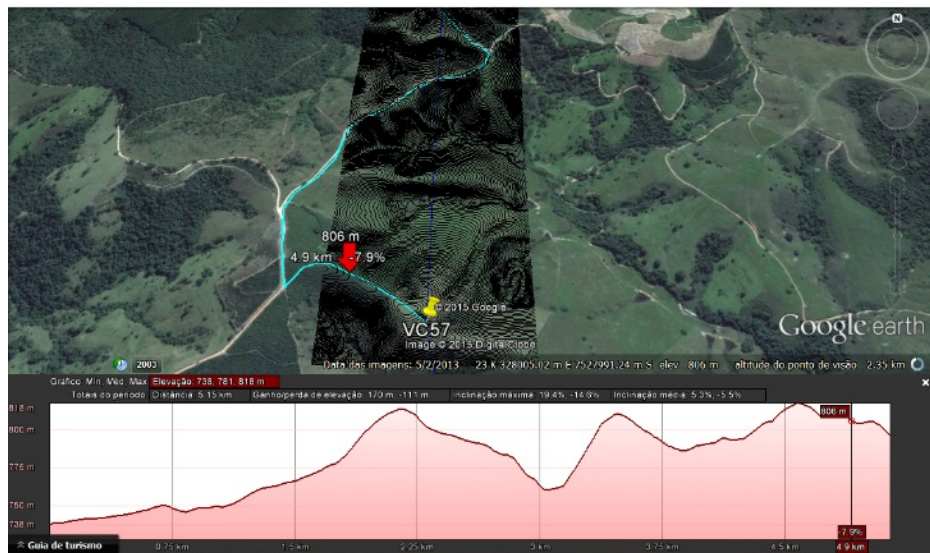 N
806 m
4.9 km -7.9%
© 2015 Google
VC57
Image © 2015 DigitalGlobe
Google earth
2003
Data das imagens: 5/2/2013 23 K 328005.02 m E 7527991.24 m S elev 806 m altitude do ponto de visão 2.35 km
Gráfico Mín. Méd. Máx. Elevação: 738, 781, 818 m
Totais do período Distância: 5.15 km Ganho/perda de elevação: 170 m, -111 m Inclinação máxima: 19.4%, -14.6% Inclinação média: 5.3%, -5.5%
818 m
806 m
800 m
775 m
750 m
738 m
-7.9%
Guia de turismo 0.75 km 1.5 km 2.25 km 3 km 3.75 km 4.5 km 4.9 km